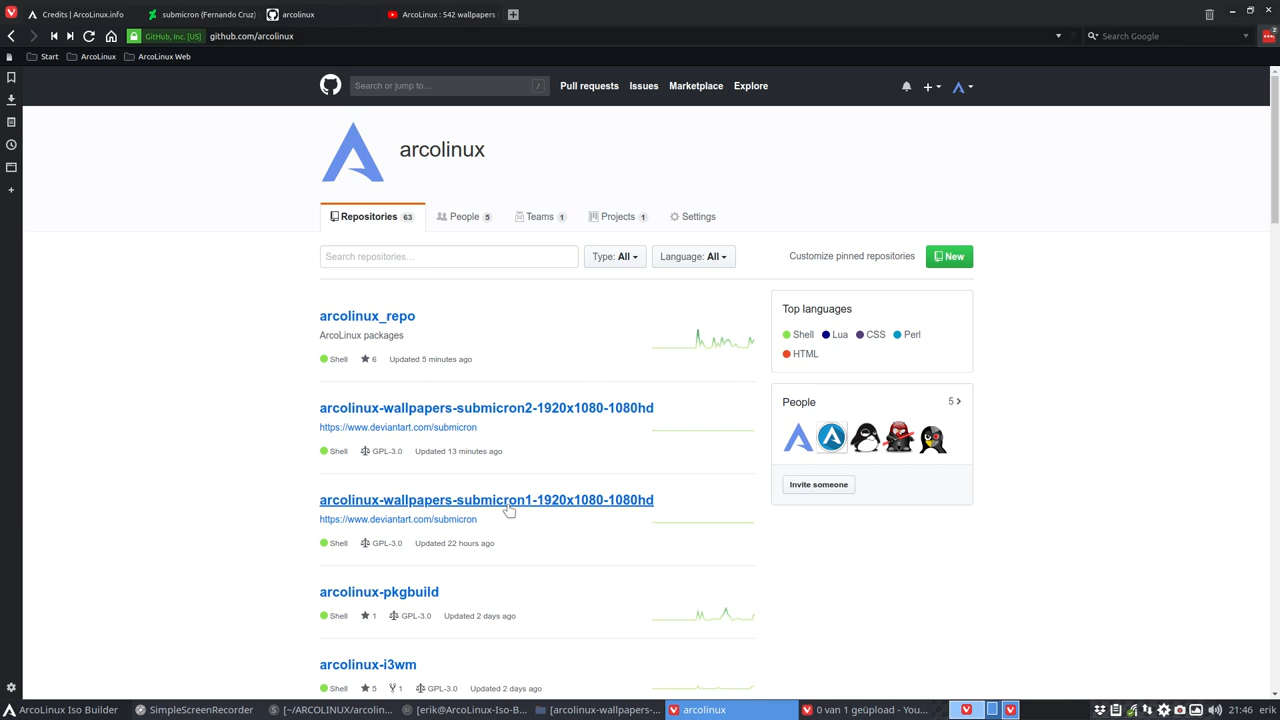 Credits | ArcoLinux.info
submicron (Fernando Cruz)
arcolinux
ArcoLinux : 542 wallpapers
GitHub, Inc. [US]
github.com/arcolinux
Search Google
2
Start
ArcoLinux
ArcoLinux Web
Search or jump to…
/
Pull requests
Issues
Marketplace
Explore
arcolinux
Repositories 63
People 5
Teams 1
Projects 1
Settings
Search repositories…
Type: All
Language: All
Customize pinned repositories
New
arcolinux_repo
ArcoLinux packages
Shell 6 Updated 5 minutes ago
arcolinux-wallpapers-submicron2-1920x1080-1080hd
https://www.deviantart.com/submicron
Shell GPL-3.0 Updated 13 minutes ago
arcolinux-wallpapers-submicron1-1920x1080-1080hd
https://www.deviantart.com/submicron
Shell GPL-3.0 Updated 22 hours ago
arcolinux-pkgbuild
Shell 1 GPL-3.0 Updated 2 days ago
arcolinux-i3wm
Shell 5 1 GPL-3.0 Updated 2 days ago
Top languages
Shell Lua CSS Perl
HTML
People 5
Invite someone
ArcoLinux Iso Builder
SimpleScreenRecorder
[~/ARCOLINUX/arcolin...
[erik@ArcoLinux-Iso-B...
[arcolinux-wallpapers-...
arcolinux
0 van 1 geüpload - You...
21:46 erik